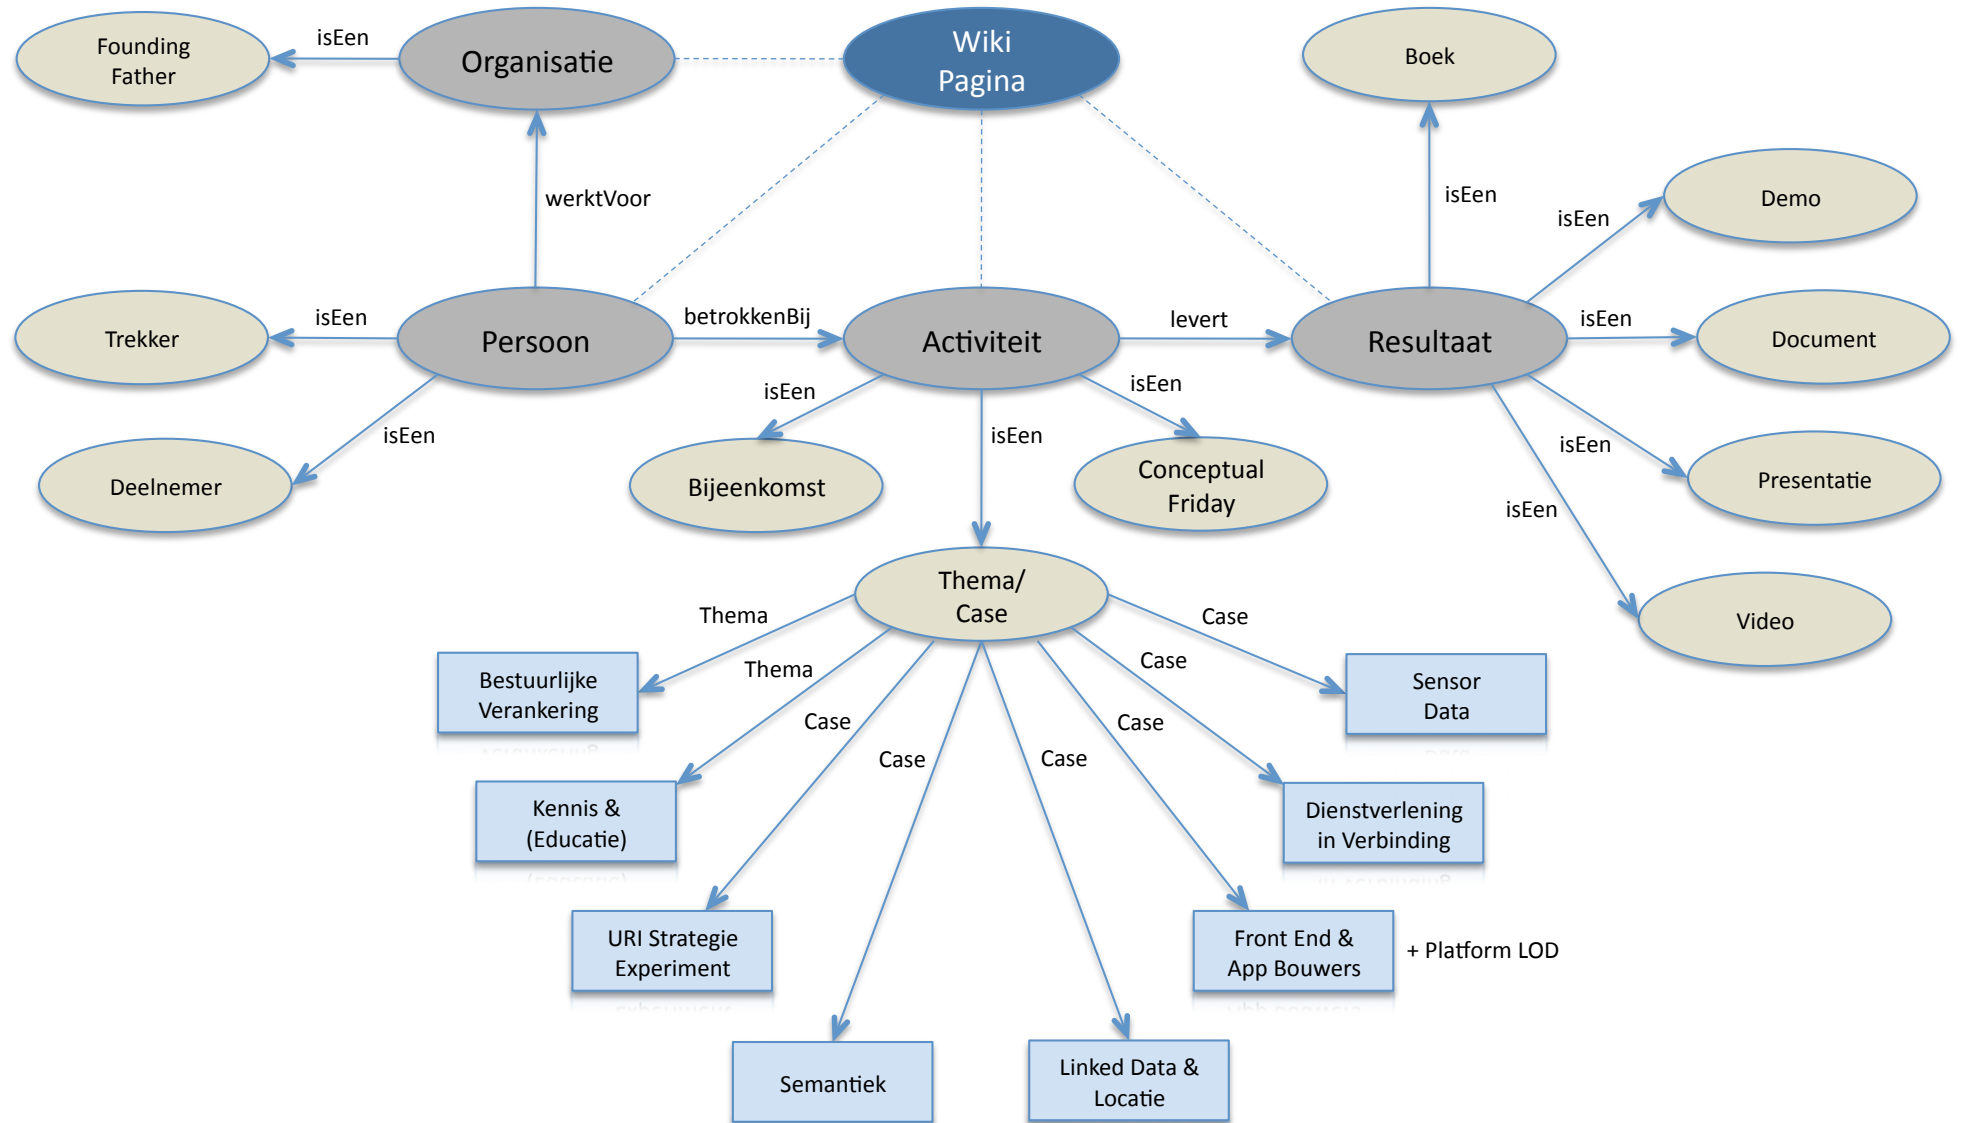 Founding
Father
isEen
Organisatie
Wiki
Pagina
Boek
werktVoor
isEen
isEen
Demo
Trekker
isEen
Persoon
betrokkenBij
Activiteit
levert
Resultaat
isEen
Document
isEen
Deelnemer
isEen
Bijeenkomst
isEen
isEen
Conceptual
Friday
isEen
Presentatie
isEen
Video
Thema/
Case
Thema
Bestuurlijke
Verankering
Thema
Kennis &
(Educatie)
Case
URI Strategie
Experiment
Case
Semantiek
Case
Linked Data &
Locatie
Case
Front End &
App Bouwers
+ Platform LOD
Case
Dienstverlening
in Verbinding
Case
Sensor
Data